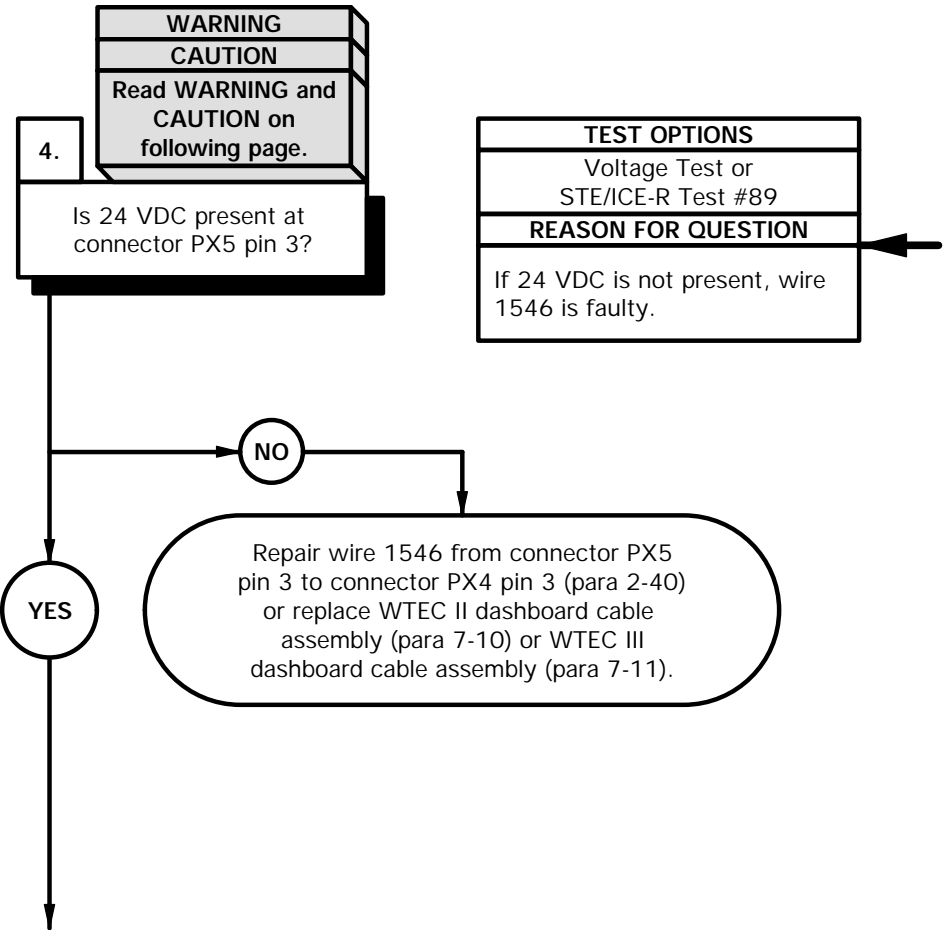 WARNING
CAUTION
Read WARNING and
CAUTION on
following page.
4.
Is 24 VDC present at
connector PX5 pin 3?
TEST OPTIONS
Voltage Test or
STE/ICE-R Test #89
REASON FOR QUESTION
If 24 VDC is not present, wire
1546 is faulty.
NO
YES
Repair wire 1546 from connector PX5
pin 3 to connector PX4 pin 3 (para 2-40)
or replace WTEC II dashboard cable
assembly (para 7-10) or WTEC III
dashboard cable assembly (para 7-11).